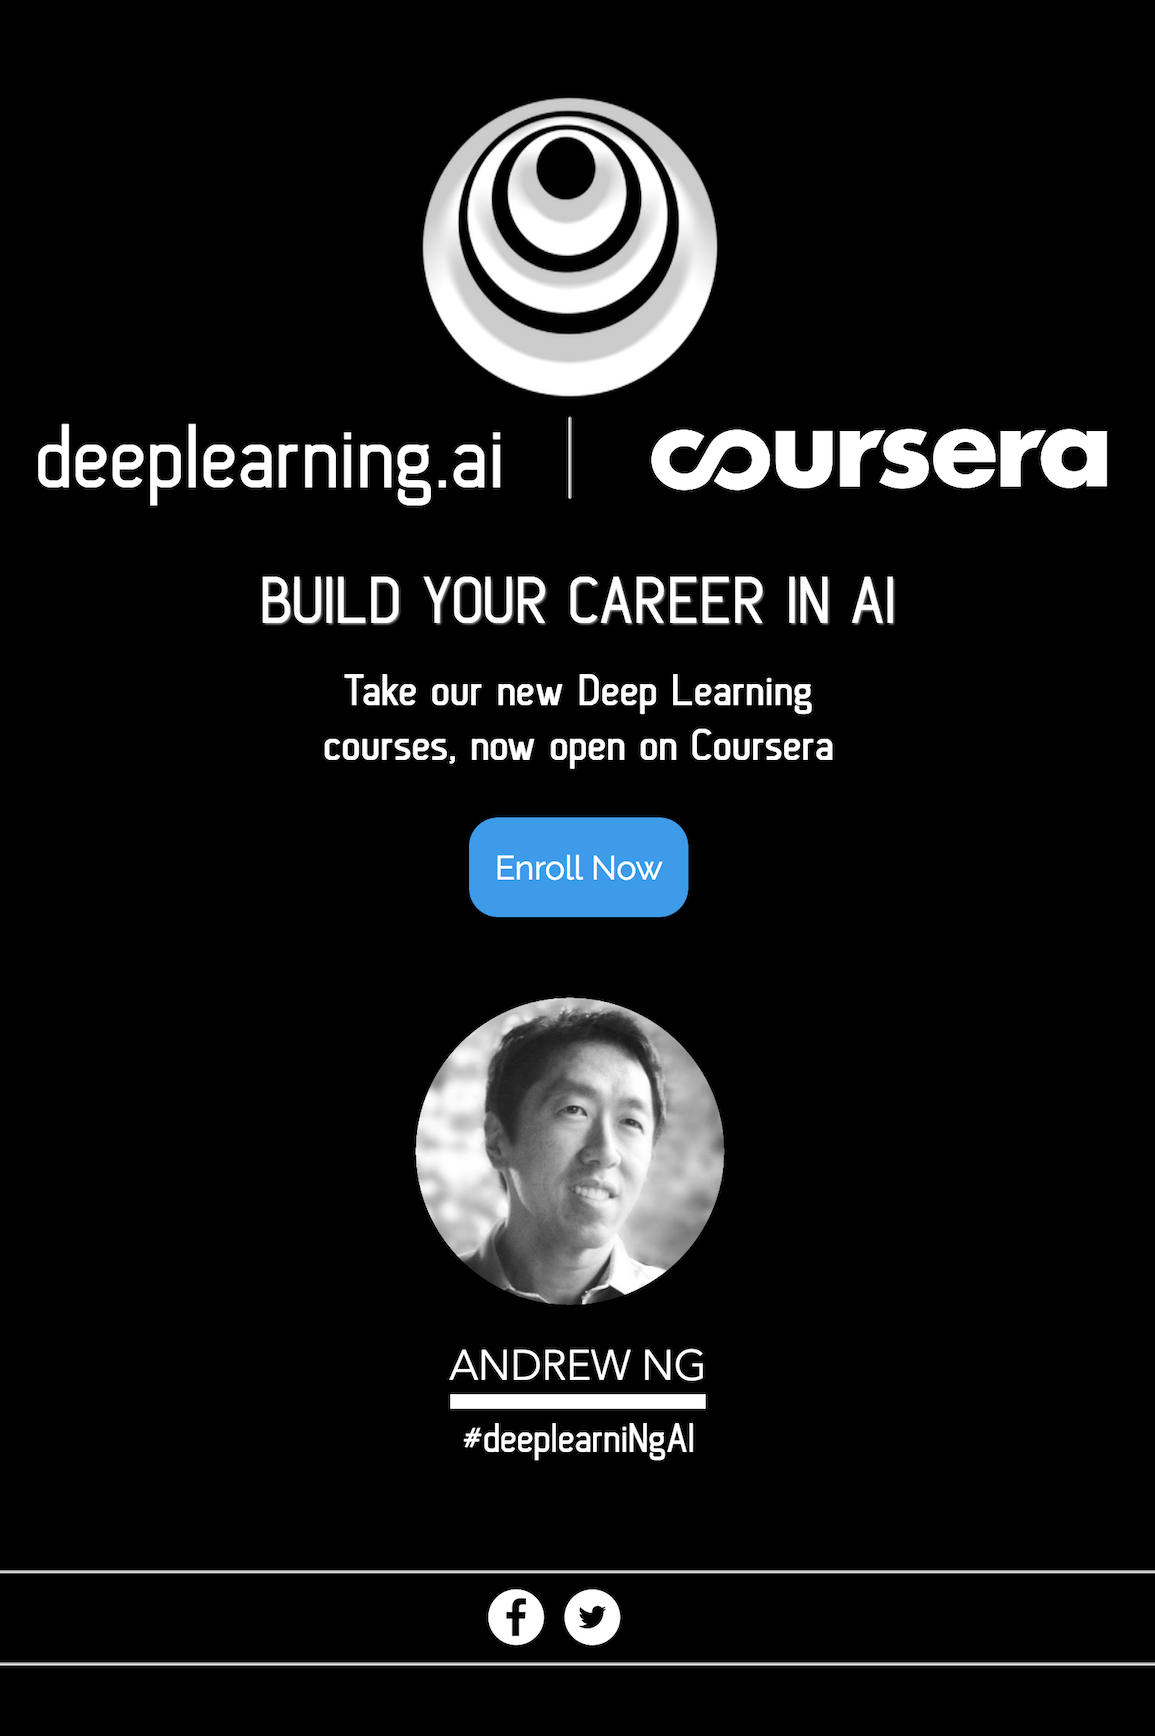 deeplearning.ai | coursera
BUILD YOUR CAREER IN AI
Take our new Deep Learning
courses, now open on Coursera
Enroll Now
ANDREW NG
#deeplearniNgAI